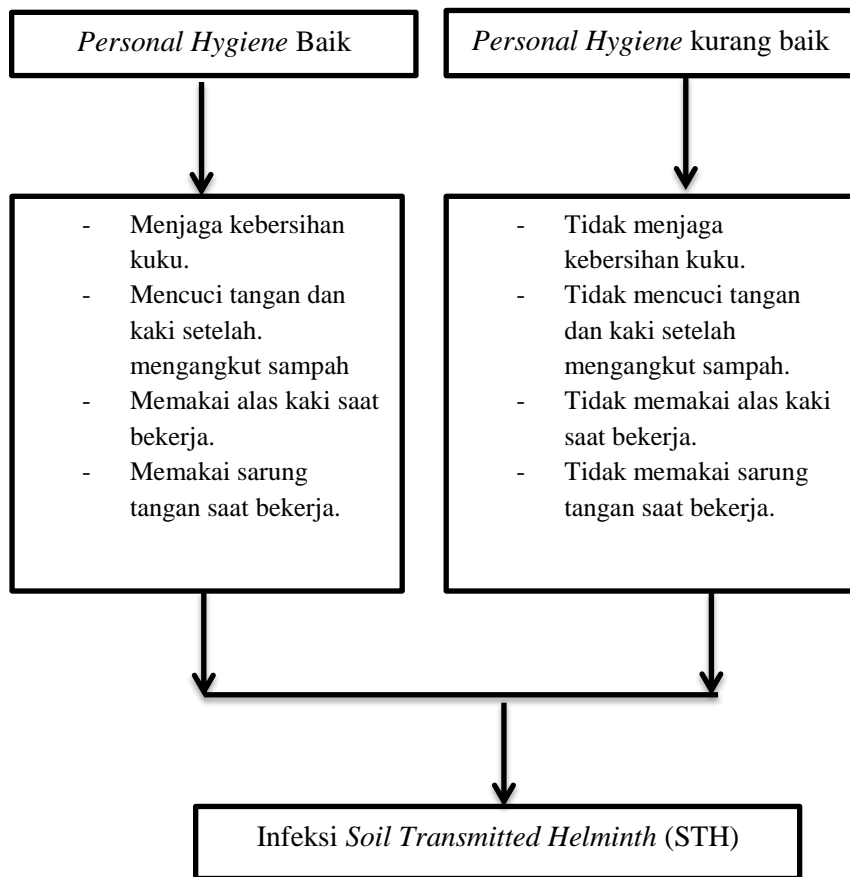 Personal Hygiene Baik
Personal Hygiene kurang baik
- Menjaga kebersihan
kuku.
- Mencuci tangan dan
kaki setelah.
mengangkut sampah
- Memakai alas kaki saat
bekerja.
- Memakai sarung
tangan saat bekerja.
- Tidak menjaga
kebersihan kuku.
- Tidak mencuci tangan
dan kaki setelah
mengangkut sampah.
- Tidak memakai alas kaki
saat bekerja.
- Tidak memakai sarung
tangan saat bekerja.
Infeksi Soil Transmitted Helminth (STH)